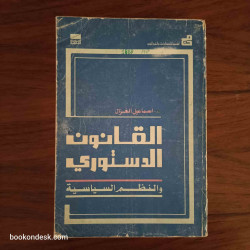 اسماعيل الغزال
القانون
الدستوري
والنظم السياسية
bookondesk.com